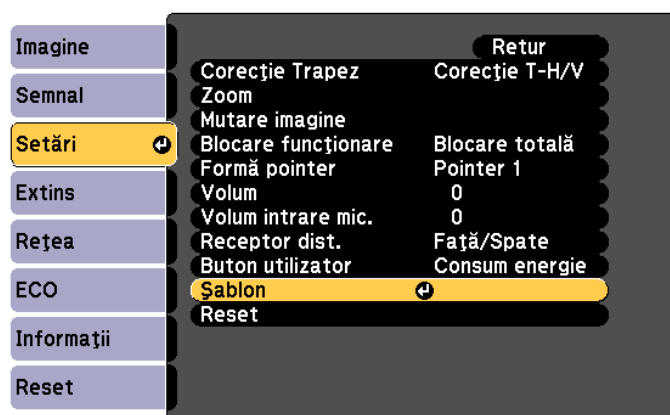 Imagine
Semnal
Setări
Extins
Reţea
ECO
Informaţii
Reset
Retur
Corecţie Trapez Corecţie T-H/V
Zoom
Mutare imagine
Blocare funcţionare Blocare totală
Formă pointer Pointer 1
Volum 0
Volum intrare mic. 0
Receptor dist. Faţă/Spate
Buton utilizator Consum energie
Şablon
Reset